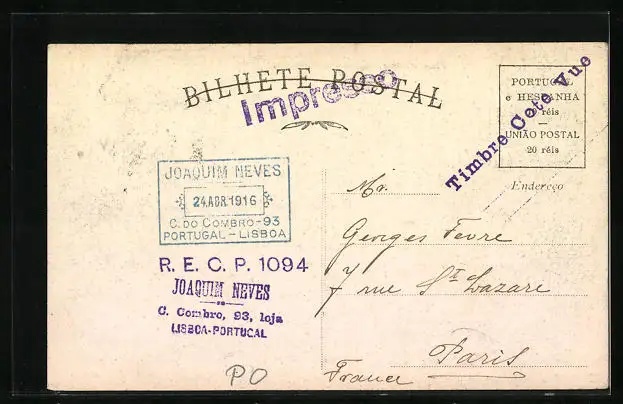 BILHETE POSTAL
Impresso
PORTUGAL
e HESPANHA
réis
UNIÃO POSTAL
20 réis
Timbre Coté Vue
Endereço
JOAQUIM NEVES
24.ABR.1916
C. DO COMBRO-93
PORTUGAL-LISBOA
R. E. C. P. 1094
JOAQUIM NEVES
C. Combro, 93, loja
LISBOA-PORTUGAL
PO
Mr.
Georges Fevre
7 rue St Lazare
Paris
France